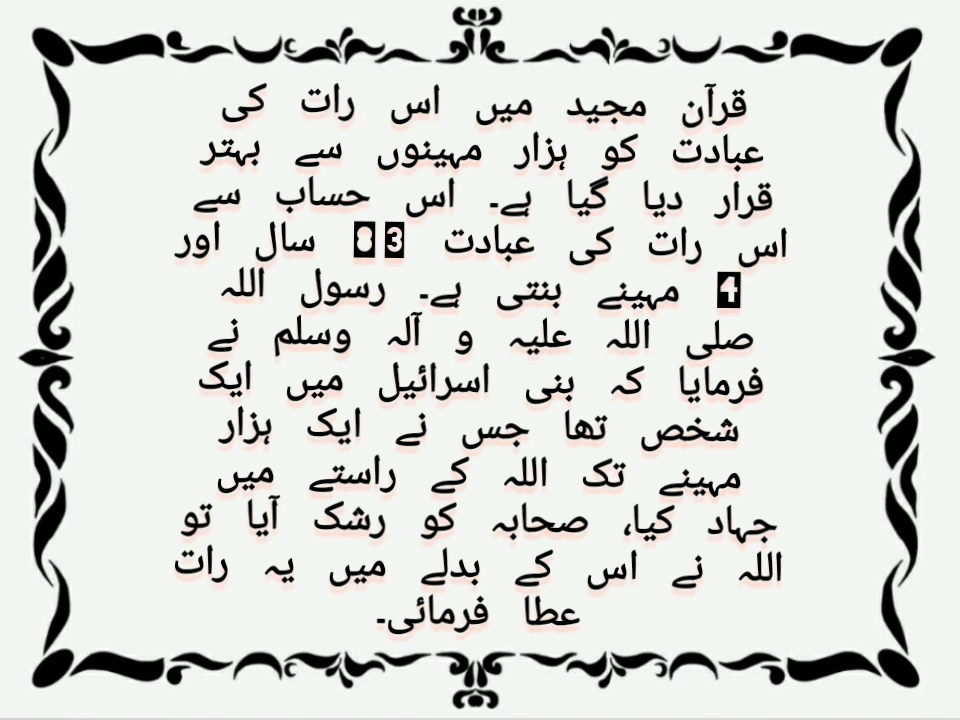 قرآن مجید میں اس رات کی
عبادت کو ہزار مہینوں سے بہتر
قرار دیا گیا ہے۔ اس حساب سے
اس رات کی عبادت 83 سال اور
4 مہینے بنتی ہے۔ رسول اللہ
صلی اللہ علیہ و آلہ وسلم نے
فرمایا کہ بنی اسرائیل میں ایک
شخص تھا جس نے ایک ہزار
مہینے تک اللہ کے راستے میں
جہاد کیا، صحابہ کو رشک آیا تو
اللہ نے اس کے بدلے میں یہ رات
عطا فرمائی۔